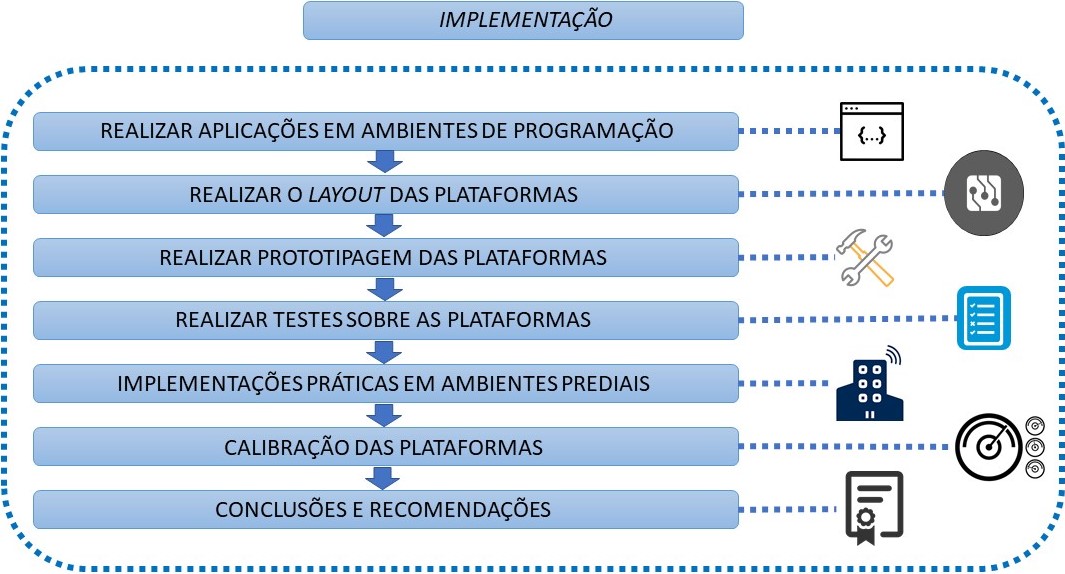 IMPLEMENTAÇÃO
REALIZAR APLICAÇÕES EM AMBIENTES DE PROGRAMAÇÃO
{...}
REALIZAR O LAYOUT DAS PLATAFORMAS
REALIZAR PROTOTIPAGEM DAS PLATAFORMAS
REALIZAR TESTES SOBRE AS PLATAFORMAS
IMPLEMENTAÇÕES PRÁTICAS EM AMBIENTES PREDIAIS
CALIBRAÇÃO DAS PLATAFORMAS
CONCLUSÕES E RECOMENDAÇÕES